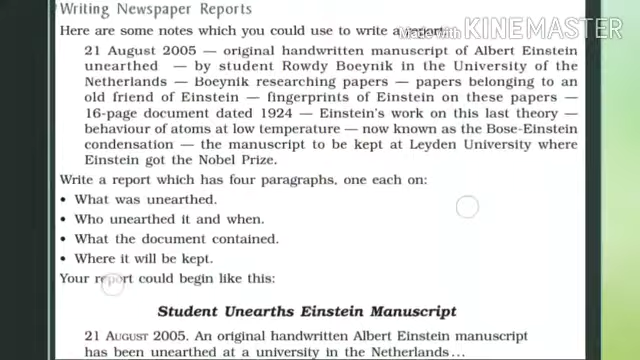 Writing Newspaper Reports
Made with KINEMASTER
Here are some notes which you could use to write a report.
21 August 2005 — original handwritten manuscript of Albert Einstein
unearthed — by student Rowdy Boeynik in the University of the
Netherlands — Boeynik researching papers — papers belonging to an
old friend of Einstein — fingerprints of Einstein on these papers —
16-page document dated 1924 — Einstein's work on this last theory —
behaviour of atoms at low temperature — now known as the Bose-Einstein
condensation — the manuscript to be kept at Leyden University where
Einstein got the Nobel Prize.
Write a report which has four paragraphs, one each on:
• What was unearthed.
• Who unearthed it and when.
• What the document contained.
• Where it will be kept.
Your report could begin like this:
Student Unearths Einstein Manuscript
21 AUGUST 2005. An original handwritten Albert Einstein manuscript
has been unearthed at a university in the Netherlands...